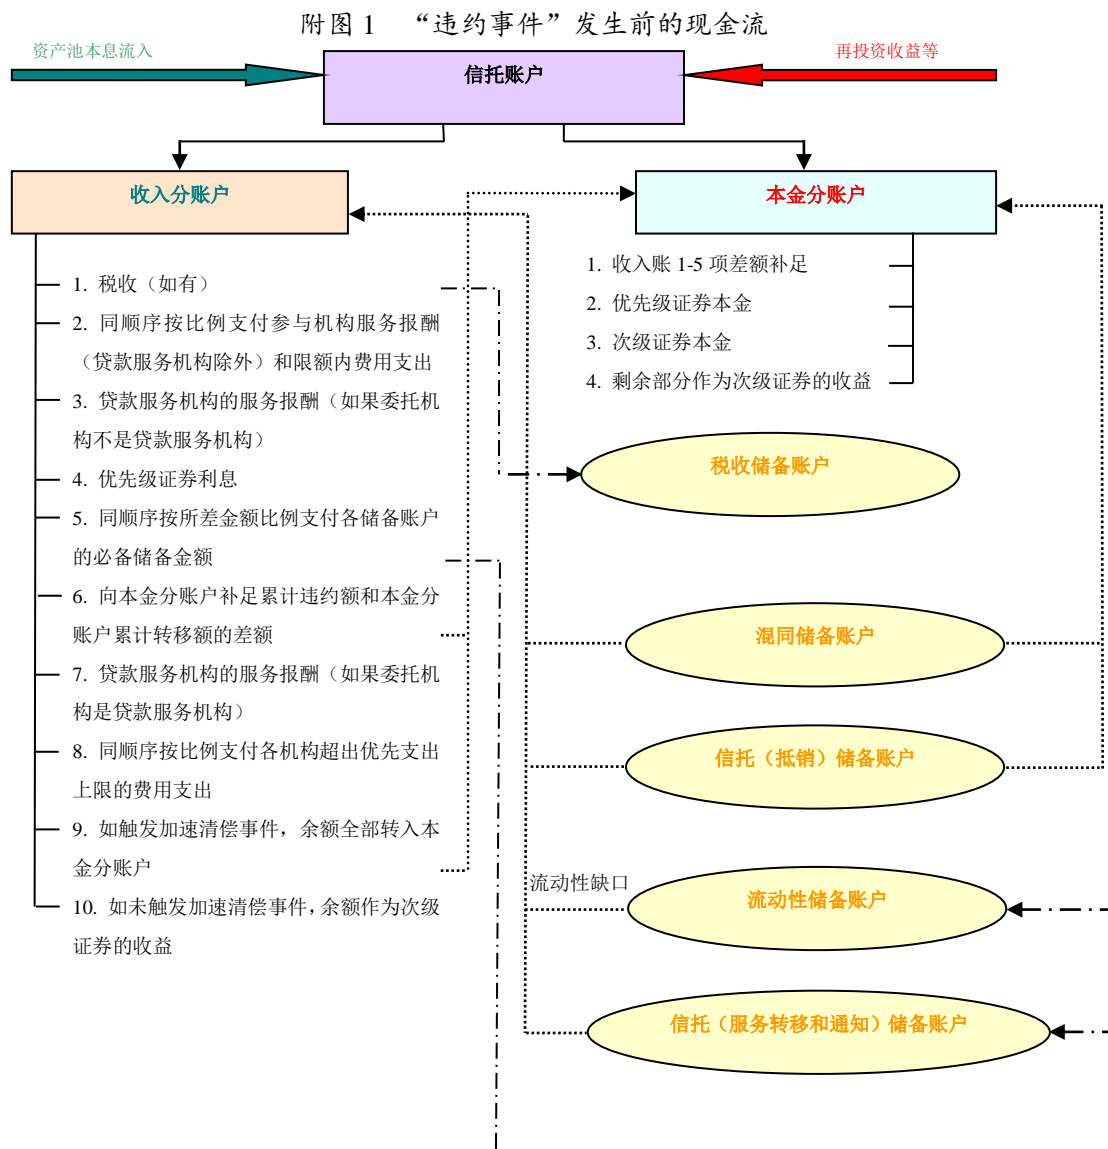 附图 1 “违约事件”发生前的现金流
资产池本息流入
再投资收益等
信托账户
收入分账户
本金分账户
1. 税收（如有）
2. 同顺序按比例支付参与机构服务报酬
（贷款服务机构除外）和限额内费用支出
3. 贷款服务机构的服务报酬（如果委托机
构不是贷款服务机构）
4. 优先级证券利息
5. 同顺序按所差金额比例支付各储备账户
的必备储备金额
6. 向本金分账户补足累计违约额和本金分
账户累计转移额的差额
7. 贷款服务机构的服务报酬（如果委托机
构是贷款服务机构）
8. 同顺序按比例支付各机构超出优先支出
上限的费用支出
9. 如触发加速清偿事件，余额全部转入本
金分账户
10. 如未触发加速清偿事件，余额作为次级
证券的收益
1. 收入账 1-5 项差额补足
2. 优先级证券本金
3. 次级证券本金
4. 剩余部分作为次级证券的收益
税收储备账户
混同储备账户
信托（抵销）储备账户
流动性缺口
流动性储备账户
信托（服务转移和通知）储备账户